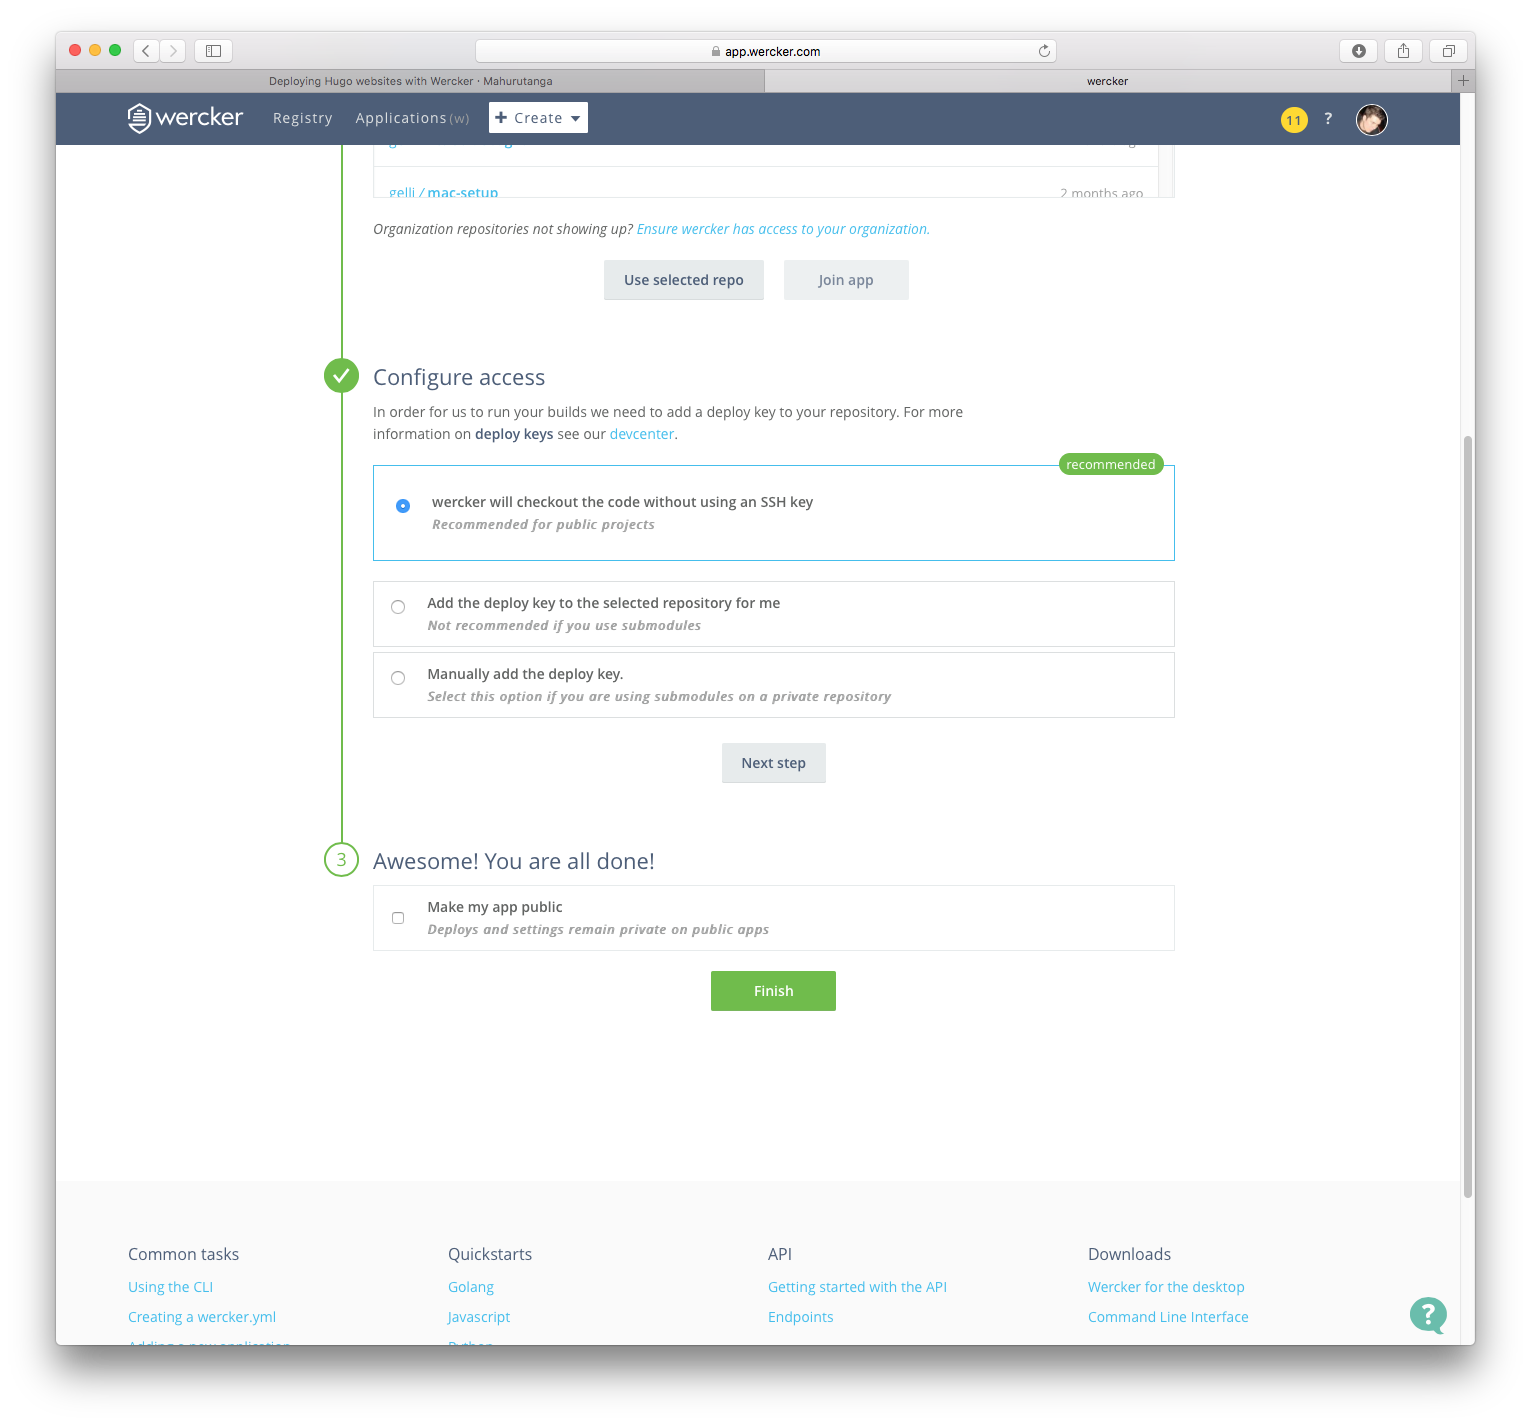 app.wercker.com
Deploying Hugo websites with Wercker · Mahurutanga
wercker
wercker Registry Applications(w) + Create 11 ?
gelli / mac-setup 2 months ago
Organization repositories not showing up? Ensure wercker has access to your organization.
Use selected repo Join app
Configure access
In order for us to run your builds we need to add a deploy key to your repository. For more
information on deploy keys see our devcenter.
recommended
wercker will checkout the code without using an SSH key
Recommended for public projects
Add the deploy key to the selected repository for me
Not recommended if you use submodules
Manually add the deploy key.
Select this option if you are using submodules on a private repository
Next step
3 Awesome! You are all done!
Make my app public
Deploys and settings remain private on public apps
Finish
Common tasks Quickstarts API Downloads
Using the CLI Golang Getting started with the API Wercker for the desktop
Creating a wercker.yml Javascript Endpoints Command Line Interface
Adding a new application Python
?